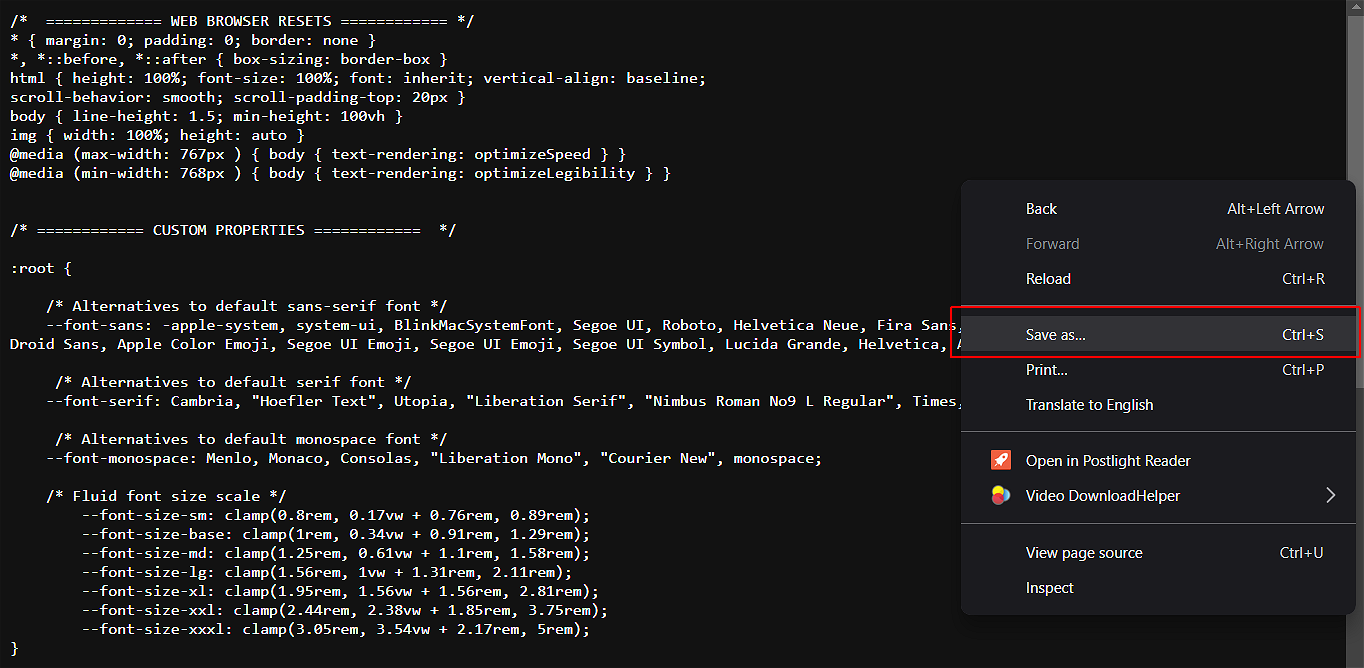 /*  ============= WEB BROWSER RESETS ============ */
* { margin: 0; padding: 0; border: none }
*, *::before, *::after { box-sizing: border-box }
html { height: 100%; font-size: 100%; font: inherit; vertical-align: baseline;
scroll-behavior: smooth; scroll-padding-top: 20px }
body { line-height: 1.5; min-height: 100vh }
img { width: 100%; height: auto }
@media (max-width: 767px ) { body { text-rendering: optimizeSpeed } }
@media (min-width: 768px ) { body { text-rendering: optimizeLegibility } }
/* ============ CUSTOM PROPERTIES ============  */
:root {
/* Alternatives to default sans-serif font */
--font-sans: -apple-system, system-ui, BlinkMacSystemFont, Segoe UI, Roboto, Helvetica Neue, Fira Sans,
Droid Sans, Apple Color Emoji, Segoe UI Emoji, Segoe UI Emoji, Segoe UI Symbol, Lucida Grande, Helvetica,
/* Alternatives to default serif font */
--font-serif: Cambria, "Hoefler Text", Utopia, "Liberation Serif", "Nimbus Roman No9 L Regular", Times,
/* Alternatives to default monospace font */
--font-monospace: Menlo, Monaco, Consolas, "Liberation Mono", "Courier New", monospace;
/* Fluid font size scale */
--font-size-sm: clamp(0.8rem, 0.17vw + 0.76rem, 0.89rem);
--font-size-base: clamp(1rem, 0.34vw + 0.91rem, 1.29rem);
--font-size-md: clamp(1.25rem, 0.61vw + 1.1rem, 1.58rem);
--font-size-lg: clamp(1.56rem, 1vw + 1.31rem, 2.11rem);
--font-size-xl: clamp(1.95rem, 1.56vw + 1.56rem, 2.81rem);
--font-size-xxl: clamp(2.44rem, 2.38vw + 1.85rem, 3.75rem);
--font-size-xxxl: clamp(3.05rem, 3.54vw + 2.17rem, 5rem);
}
Back Alt+Left Arrow
Forward Alt+Right Arrow
Reload Ctrl+R
Save as... Ctrl+S
Print... Ctrl+P
Translate to English
Open in Postlight Reader
Video DownloadHelper
View page source Ctrl+U
Inspect